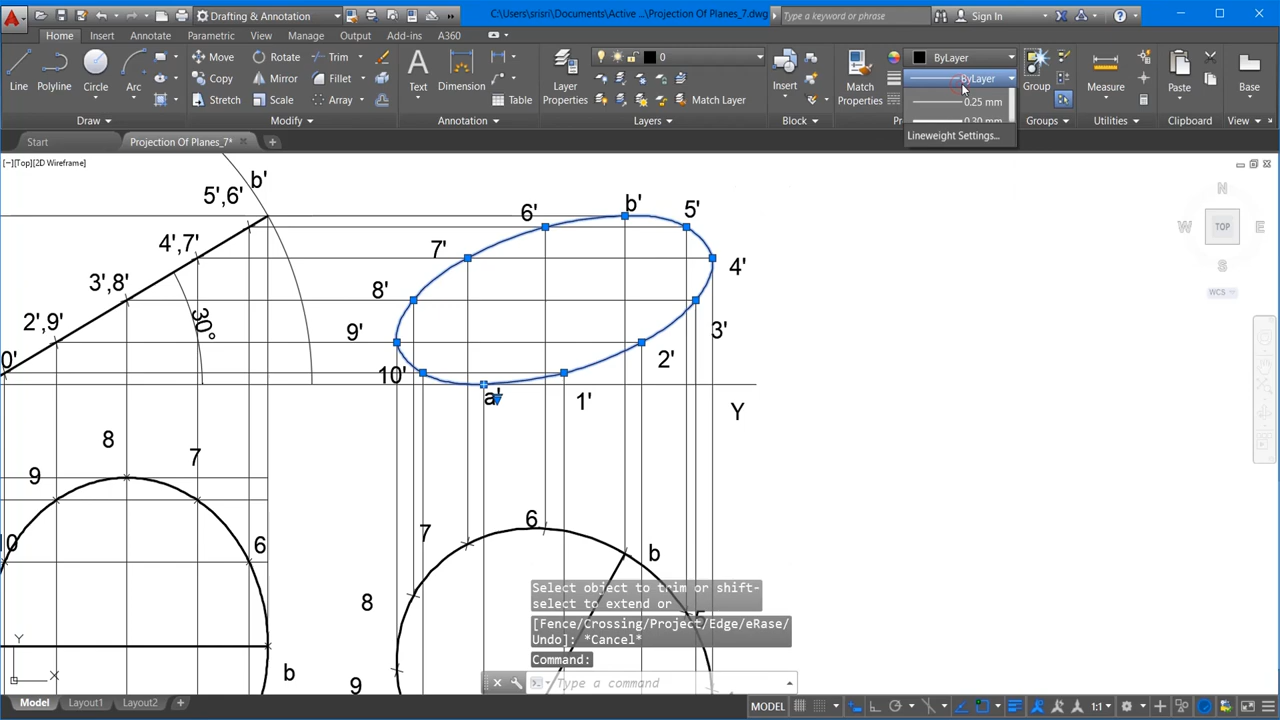 Drafting & Annotation
C:\Users\srisri\Documents\Active ...\Projection Of Planes_7.dwg
Type a keyword or phrase
Sign In
Home Insert Annotate Parametric View Manage Output Add-ins A360
Line Polyline Circle Arc
Move Rotate Trim
Copy Mirror Fillet
Stretch Scale Array
Text Dimension Table
Layer Properties
0
Match Layer
Insert
Match Properties
ByLayer
ByLayer
0.25 mm
0.30 mm
Lineweight Settings...
Group Measure Paste Base
Draw Modify Annotation Layers Block Groups Utilities Clipboard View
Start Projection Of Planes_7*
[−][Top][2D Wireframe]
N
W TOP E
S
WCS
5',6' b' 6' b' 5'
4',7' 7' 4'
3',8' 8'
2',9' 30° 9' 3'
0' 10' 2'
a' 1' Y
8
9 7
10 6
7 6 b
8 5
b 9
Y
X
Select object to trim or shift-
select to extend or
[Fence/Crossing/Project/Edge/eRase/
Undo]: *Cancel*
Command:
Type a command
Model Layout1 Layout2
MODEL 1:1